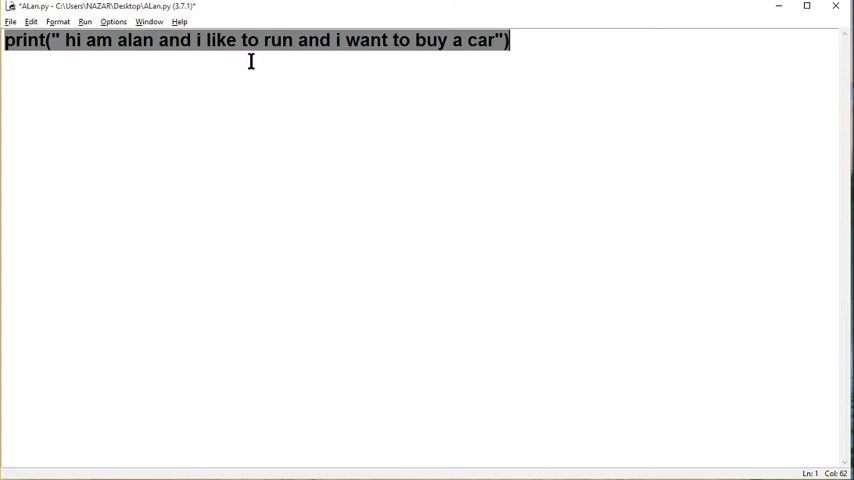 *ALan.py - C:\Users\NAZAR\Desktop\ALan.py (3.7.1)*
File Edit Format Run Options Window Help
print(" hi am alan and i like to run and i want to buy a car")
Ln: 1 Col: 62